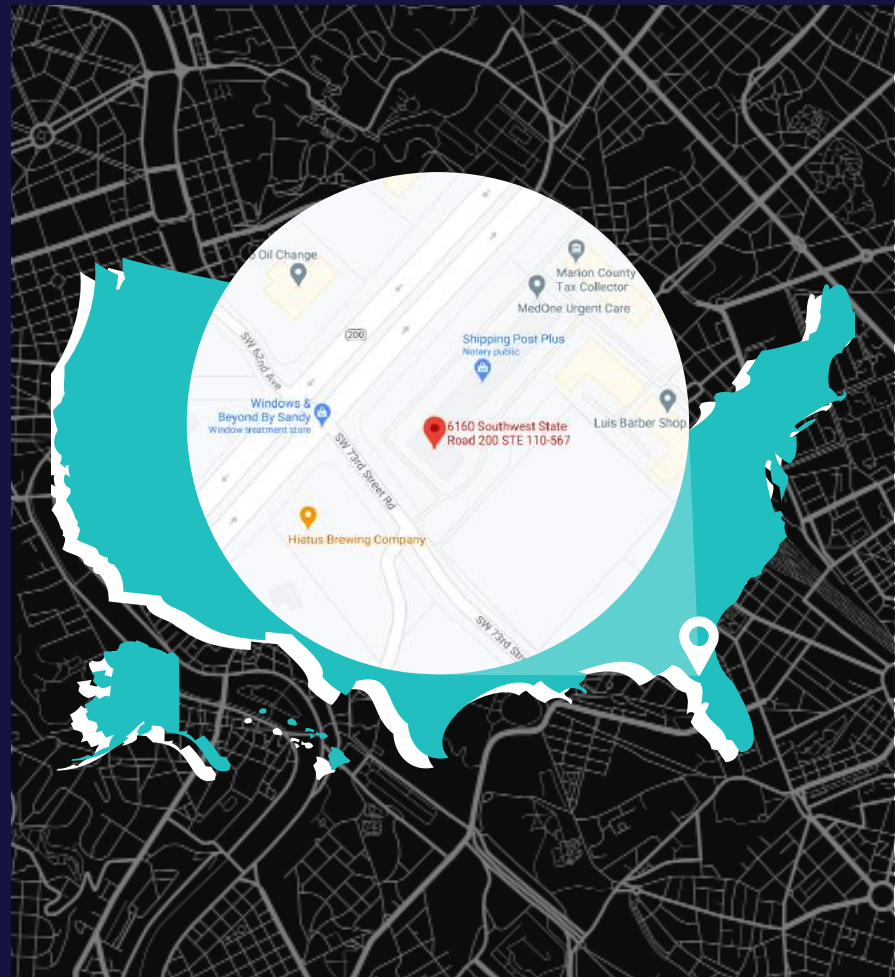 Oil Change
Marion County
Tax Collector
MedOne Urgent Care
200
SW 62nd Ave
Shipping Post Plus
Notary public
Windows &
Beyond By Sandy
Window treatment store
6160 Southwest State
Road 200 STE 110-567
Luis Barber Shop
SW 73rd Street Rd
Hiatus Brewing Company
SW 73rd Str